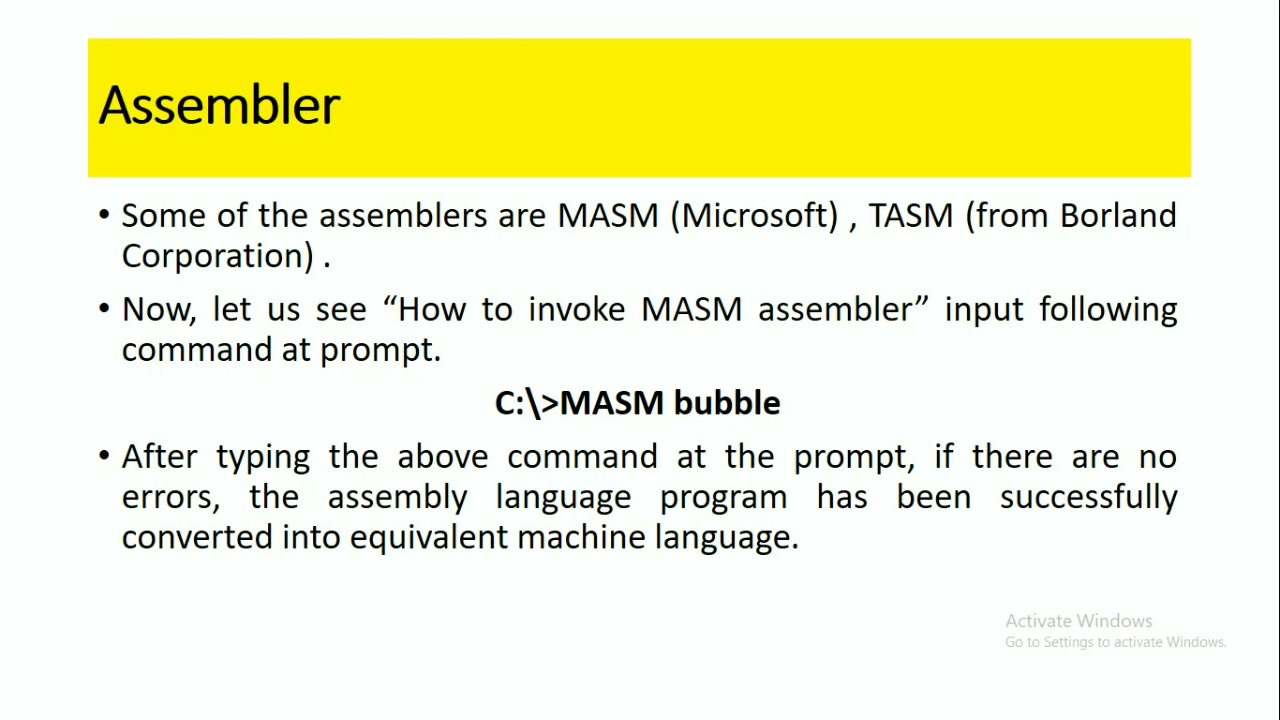 Assembler
• Some of the assemblers are MASM (Microsoft) , TASM (from Borland
Corporation) .
• Now, let us see “How to invoke MASM assembler” input following
command at prompt.
C:\>MASM bubble
• After typing the above command at the prompt, if there are no
errors, the assembly language program has been successfully
converted into equivalent machine language.
Activate Windows
Go to Settings to activate Windows.